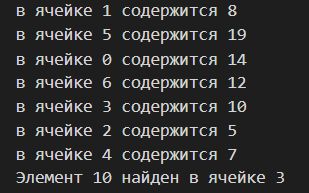 в ячейке 1 содержится 8
в ячейке 5 содержится 19
в ячейке 0 содержится 14
в ячейке 6 содержится 12
в ячейке 3 содержится 10
в ячейке 2 содержится 5
в ячейке 4 содержится 7
Элемент 10 найден в ячейке 3